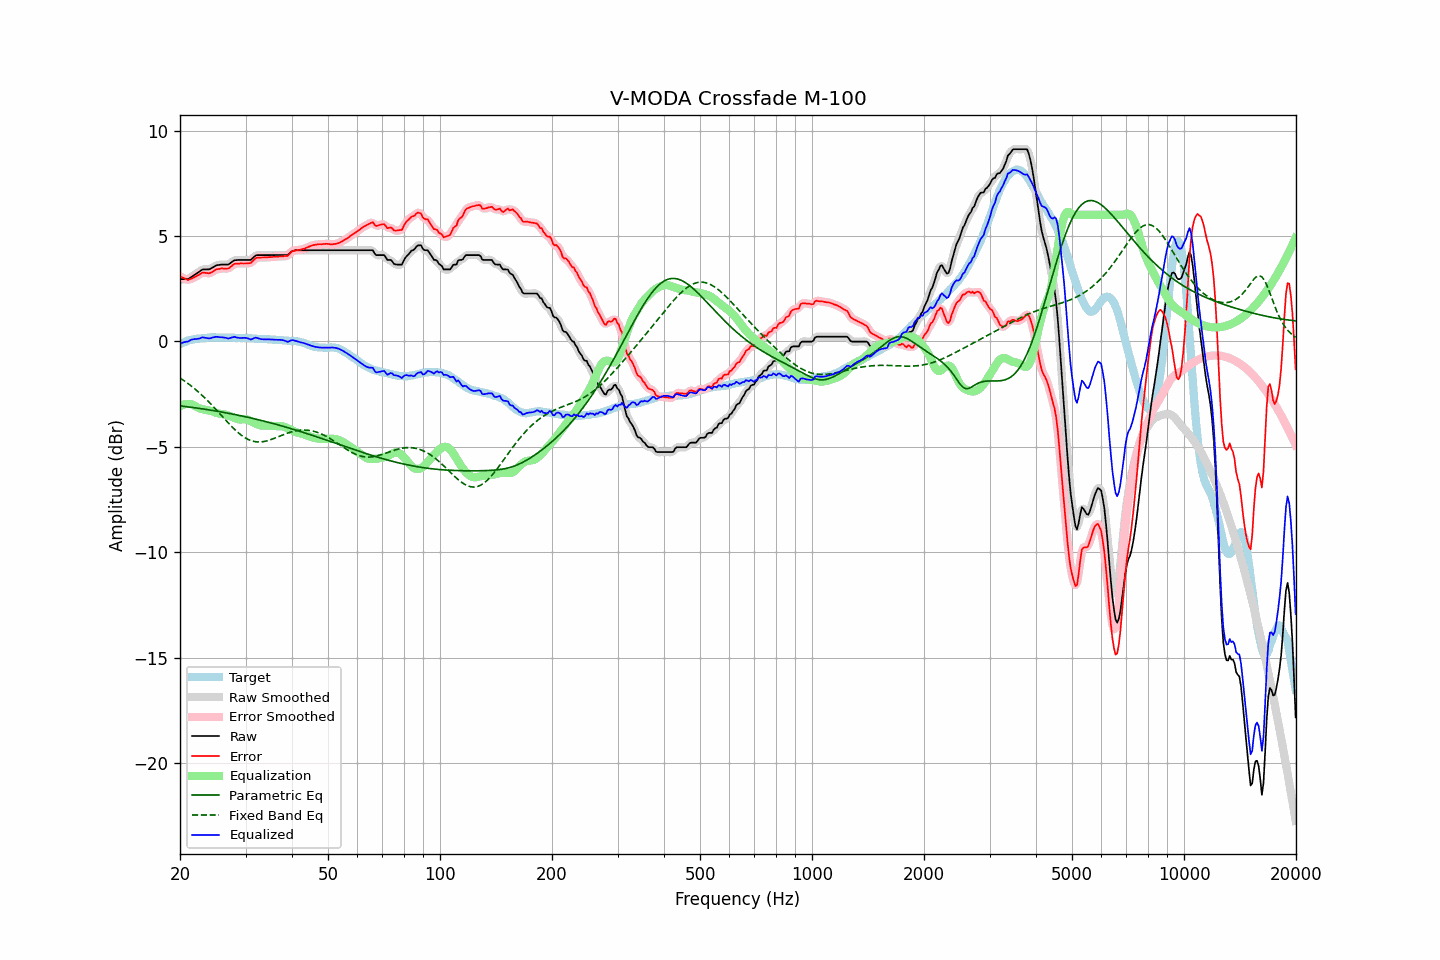 V-MODA Crossfade M-100
Amplitude (dBr)
10
5
0
−5
−10
−15
−20
Target
Raw Smoothed
Error Smoothed
Raw
Error
Equalization
Parametric Eq
Fixed Band Eq
Equalized
20 50 100 200 500 1000 2000 5000 10000 20000
Frequency (Hz)